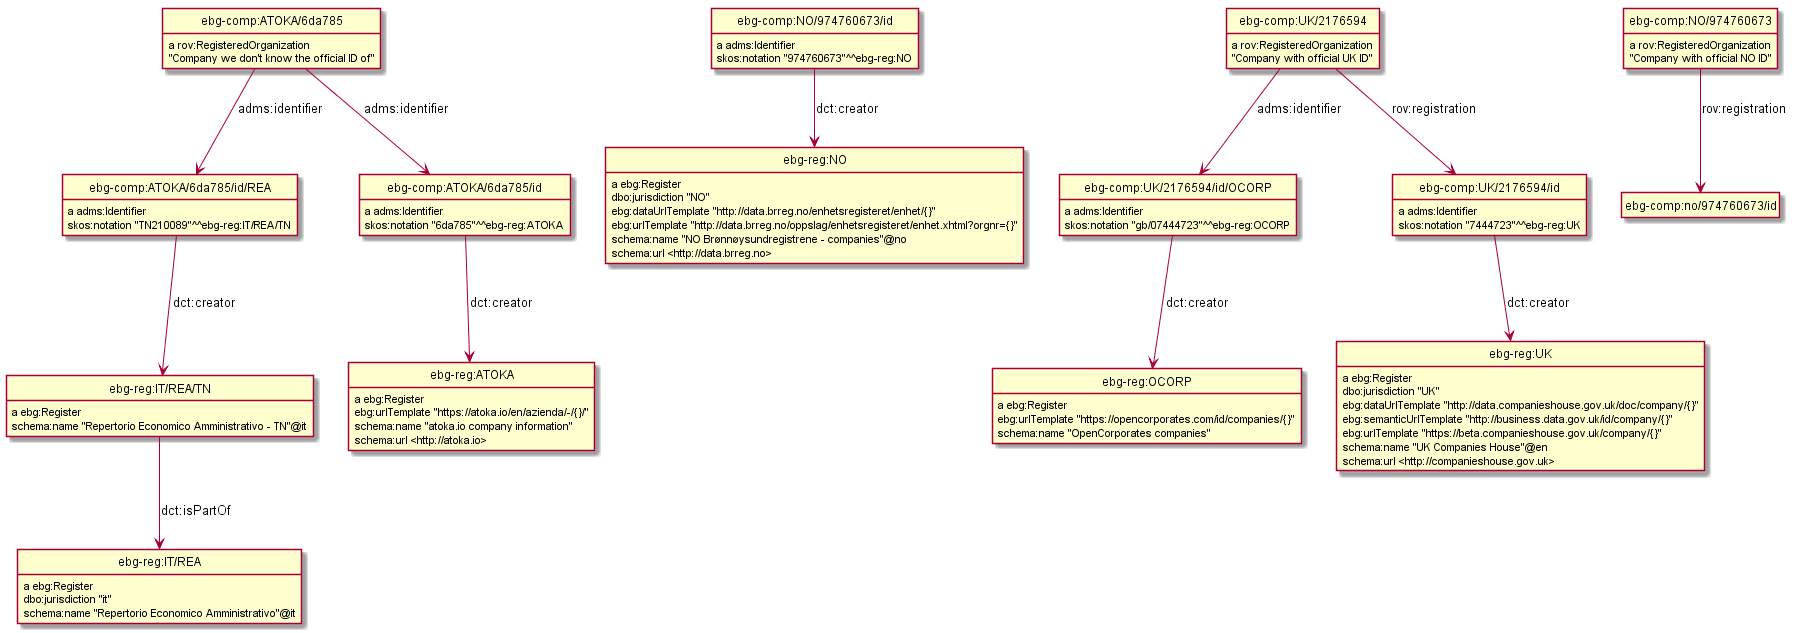 ebg-comp:ATOKA/6da785
a rov:RegisteredOrganization
"Company we don't know the official ID of"
ebg-comp:NO/974760673/id
a adms:Identifier
skos:notation "974760673"^^ebg-reg:NO
ebg-comp:UK/2176594
a rov:RegisteredOrganization
"Company with official UK ID"
ebg-comp:NO/974760673
a rov:RegisteredOrganization
"Company with official NO ID"
adms:identifier
adms:identifier
dct:creator
adms:identifier
rov:registration
rov:registration
ebg-comp:ATOKA/6da785/id/REA
a adms:Identifier
skos:notation "TN210089"^^ebg-reg:IT/REA/TN
ebg-comp:ATOKA/6da785/id
a adms:Identifier
skos:notation "6da785"^^ebg-reg:ATOKA
ebg-reg:NO
a ebg:Register
dbo:jurisdiction "NO"
ebg:dataUrlTemplate "http://data.brreg.no/enhetsregisteret/enhet/{}"
ebg:urlTemplate "http://data.brreg.no/oppslag/enhetsregisteret/enhet.xhtml?orgnr={}"
schema:name "NO Brønnøysundregistrene - companies"@no
schema:url <http://data.brreg.no>
ebg-comp:UK/2176594/id/OCORP
a adms:Identifier
skos:notation "gb/07444723"^^ebg-reg:OCORP
ebg-comp:UK/2176594/id
a adms:Identifier
skos:notation "7444723"^^ebg-reg:UK
ebg-comp:no/974760673/id
dct:creator
dct:creator
dct:creator
dct:creator
ebg-reg:IT/REA/TN
a ebg:Register
schema:name "Repertorio Economico Amministrativo - TN"@it
ebg-reg:ATOKA
a ebg:Register
ebg:urlTemplate "https://atoka.io/en/azienda/-/{}/"
schema:name "atoka.io company information"
schema:url <http://atoka.io>
ebg-reg:OCORP
a ebg:Register
ebg:urlTemplate "https://opencorporates.com/id/companies/{}"
schema:name "OpenCorporates companies"
ebg-reg:UK
a ebg:Register
dbo:jurisdiction "UK"
ebg:dataUrlTemplate "http://data.companieshouse.gov.uk/doc/company/{}"
ebg:semanticUrlTemplate "http://business.data.gov.uk/id/company/{}"
ebg:urlTemplate "https://beta.companieshouse.gov.uk/company/{}"
schema:name "UK Companies House"@en
schema:url <http://companieshouse.gov.uk>
dct:isPartOf
ebg-reg:IT/REA
a ebg:Register
dbo:jurisdiction "it"
schema:name "Repertorio Economico Amministrativo"@it